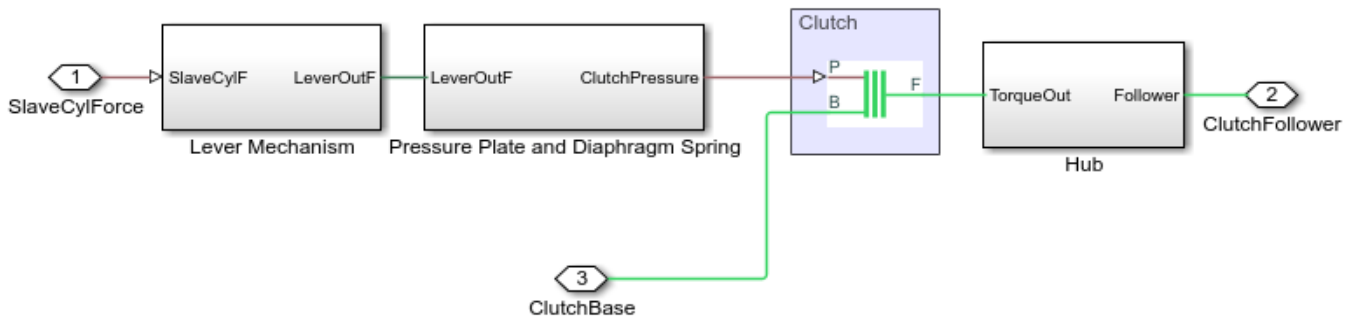 Clutch
1
SlaveCylForce
SlaveCylF
LeverOutF
Lever Mechanism
LeverOutF
ClutchPressure
Pressure Plate and Diaphragm Spring
P
B
F
TorqueOut
Follower
Hub
2
ClutchFollower
3
ClutchBase